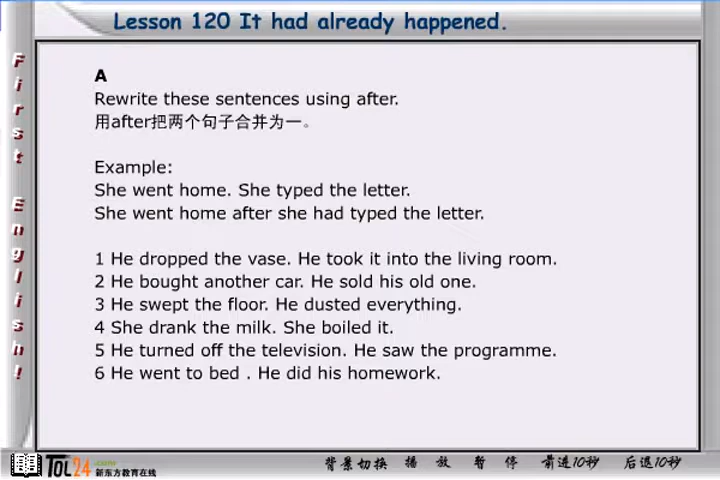 Lesson 120 It had already happened.
First English!
A
Rewrite these sentences using after.
用after把两个句子合并为一。
Example:
She went home. She typed the letter.
She went home after she had typed the letter.
1 He dropped the vase. He took it into the living room.
2 He bought another car. He sold his old one.
3 He swept the floor. He dusted everything.
4 She drank the milk. She boiled it.
5 He turned off the television. He saw the programme.
6 He went to bed . He did his homework.
TOL24.com
新东方教育在线
背景切换 播 放 暂 停 前进10秒 后退10秒